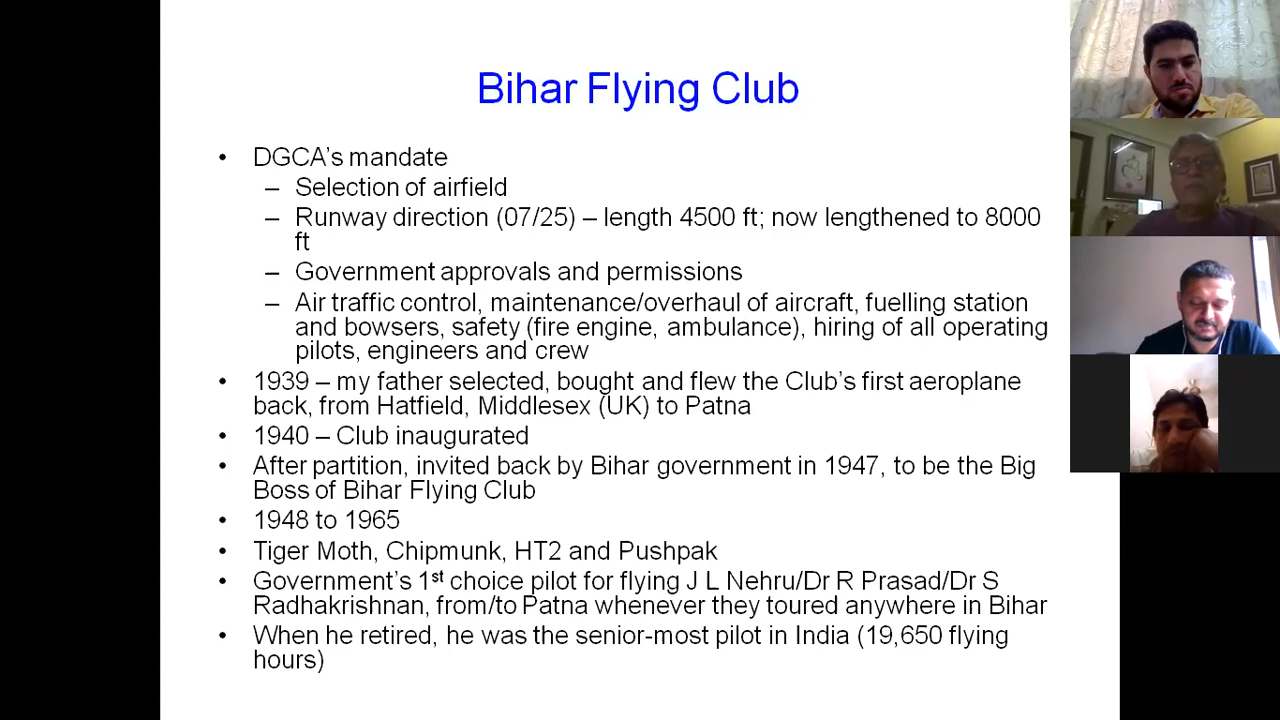 Bihar Flying Club
• DGCA's mandate
– Selection of airfield
– Runway direction (07/25) – length 4500 ft; now lengthened to 8000
ft
– Government approvals and permissions
– Air traffic control, maintenance/overhaul of aircraft, fuelling station
and bowsers, safety (fire engine, ambulance), hiring of all operating
pilots, engineers and crew
• 1939 – my father selected, bought and flew the Club's first aeroplane
back, from Hatfield, Middlesex (UK) to Patna
• 1940 – Club inaugurated
• After partition, invited back by Bihar government in 1947, to be the Big
Boss of Bihar Flying Club
• 1948 to 1965
• Tiger Moth, Chipmunk, HT2 and Pushpak
• Government's 1st choice pilot for flying J L Nehru/Dr R Prasad/Dr S
Radhakrishnan, from/to Patna whenever they toured anywhere in Bihar
• When he retired, he was the senior-most pilot in India (19,650 flying
hours)